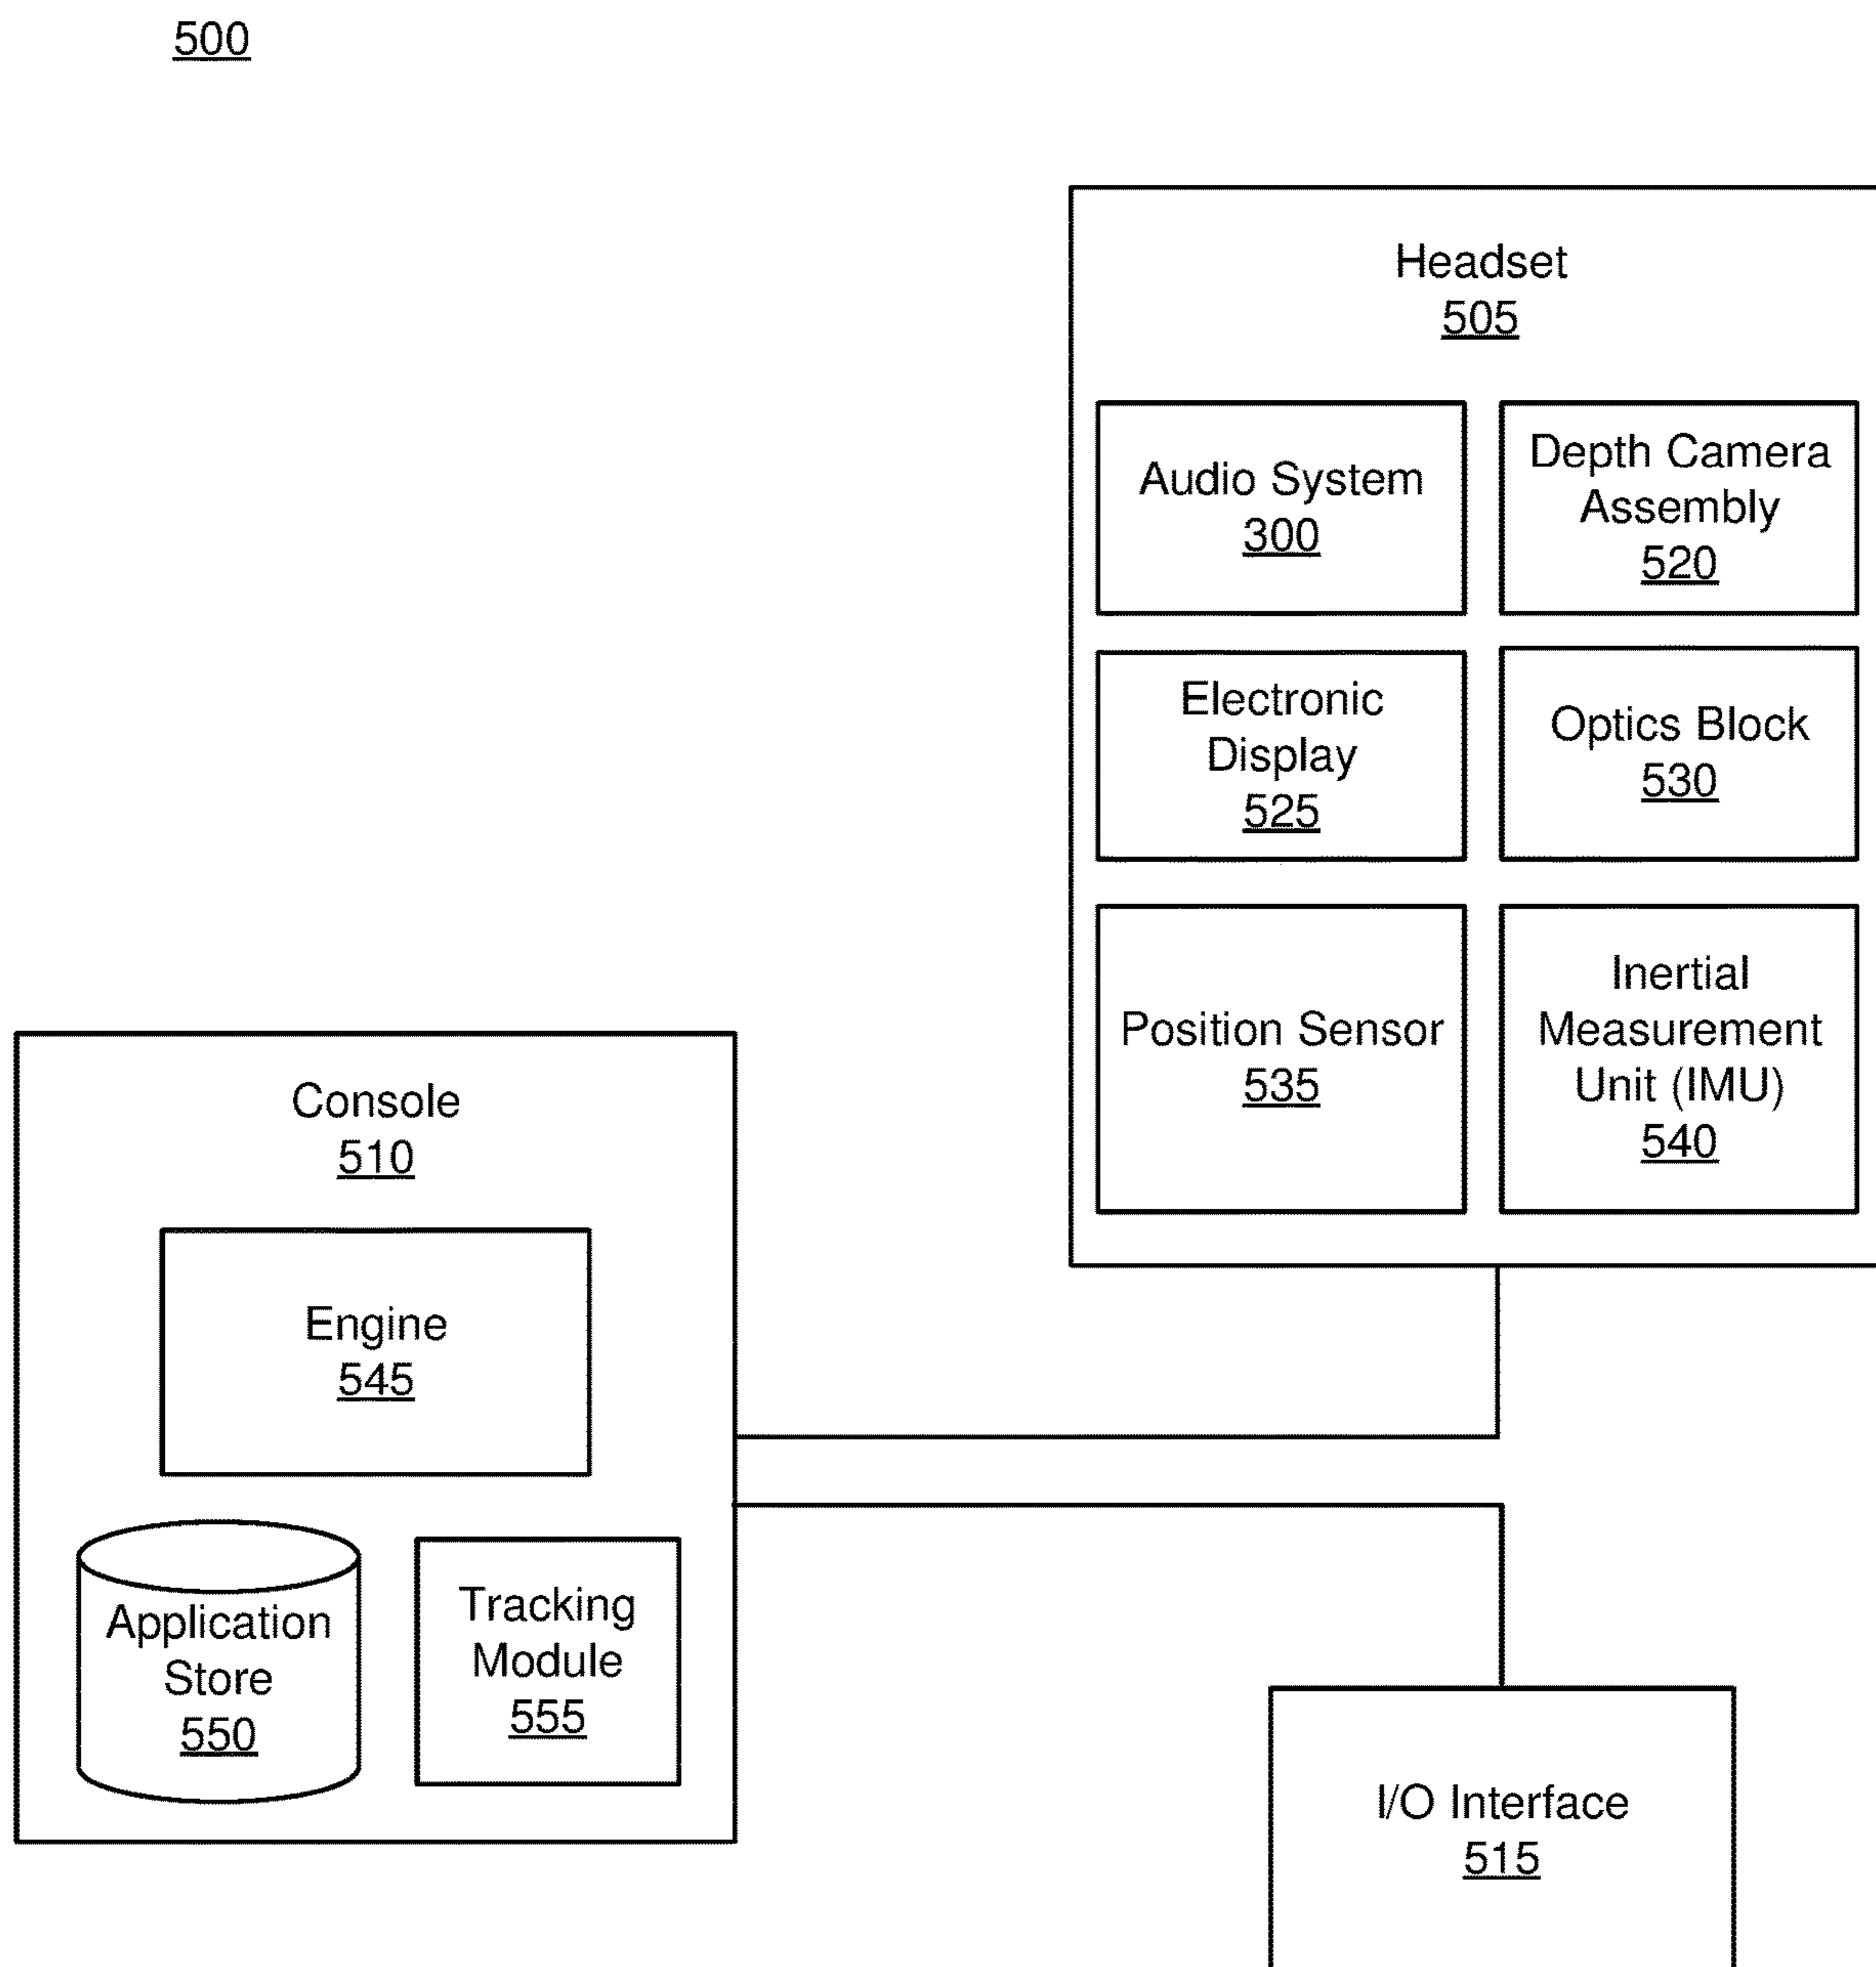 500
Headset
505
Audio System
300
Depth Camera
Assembly
520
Electronic
Display
525
Optics Block
530
Position Sensor
535
Inertial
Measurement
Unit (IMU)
540
Console
510
Engine
545
Application
Store
550
Tracking
Module
555
I/O Interface
515